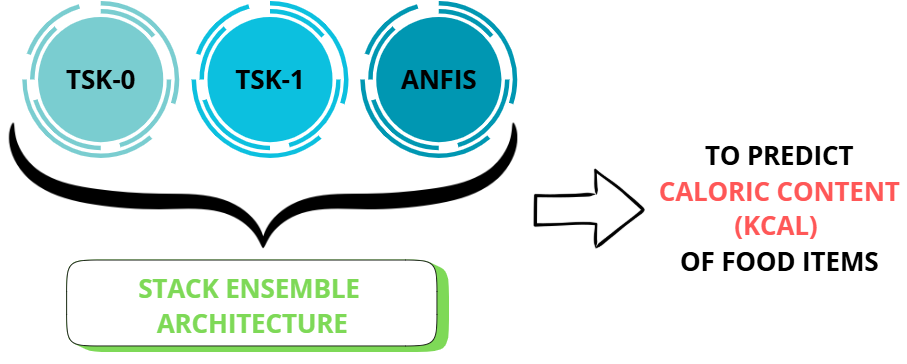 TSK-0
TSK-1
ANFIS
STACK ENSEMBLE
ARCHITECTURE
TO PREDICT
CALORIC CONTENT
(KCAL)
OF FOOD ITEMS